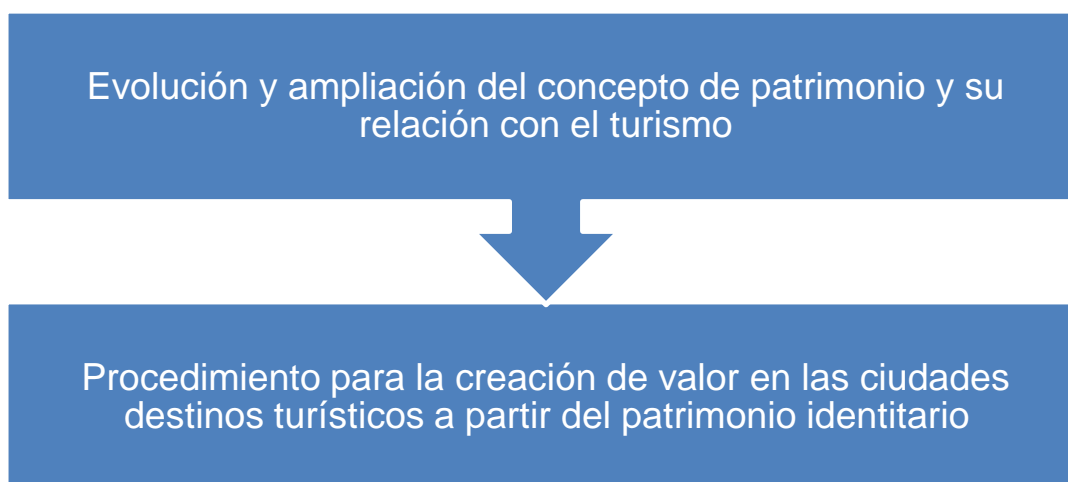 Evolución y ampliación del concepto de patrimonio y su
relación con el turismo
Procedimiento para la creación de valor en las ciudades
destinos turísticos a partir del patrimonio identitario